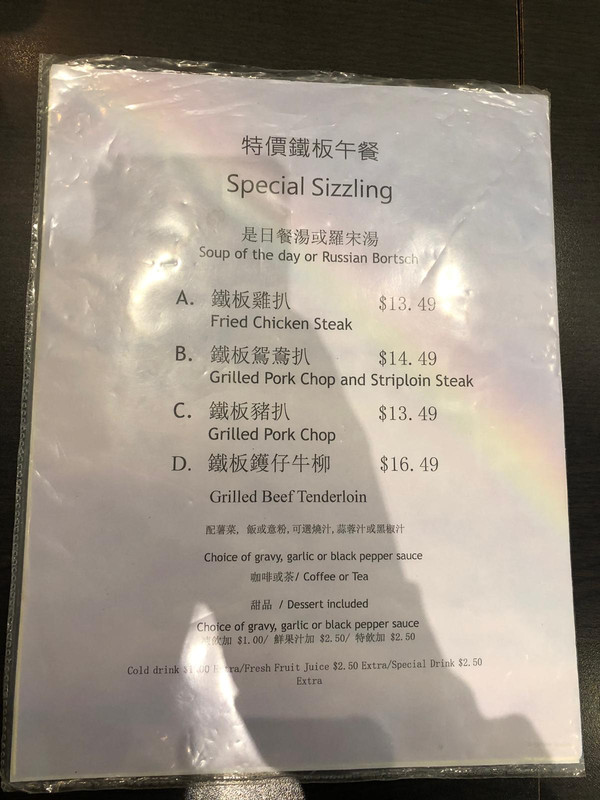 特價鐵板午餐
Special Sizzling
是日餐湯或羅宋湯
Soup of the day or Russian Bortsch
A. 鐵板雞扒 $13.49
Fried Chicken Steak
B. 鐵板鴛鴦扒 $14.49
Grilled Pork Chop and Striploin Steak
C. 鐵板豬扒 $13.49
Grilled Pork Chop
D. 鐵板鑊仔牛柳 $16.49
Grilled Beef Tenderloin
配薯菜, 飯或意粉,可選燒汁,蒜蓉汁或黑椒汁
Choice of gravy, garlic or black pepper sauce
咖啡或茶/ Coffee or Tea
甜品 / Dessert included
Choice of gravy, garlic or black pepper sauce
飲加 $1.00/ 鮮果汁加 $2.50/ 特飲加 $2.50
Cold drink Extra/Fresh Fruit Juice $2.50 Extra/Special Drink $2.50
Extra